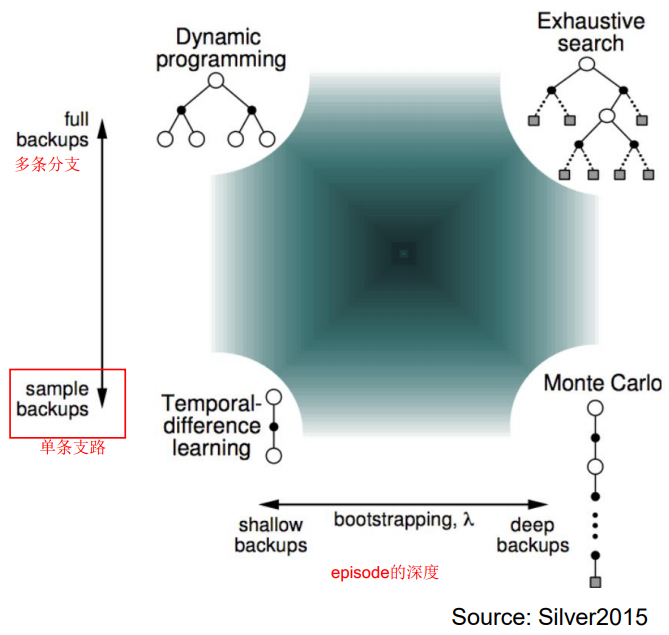 Dynamic
programming
Exhaustive
search
full
backups
多条分支
sample
backups
单条支路
Temporal-
difference
learning
Monte Carlo
bootstrapping, λ
shallow
backups
deep
backups
episode的深度
Source: Silver2015